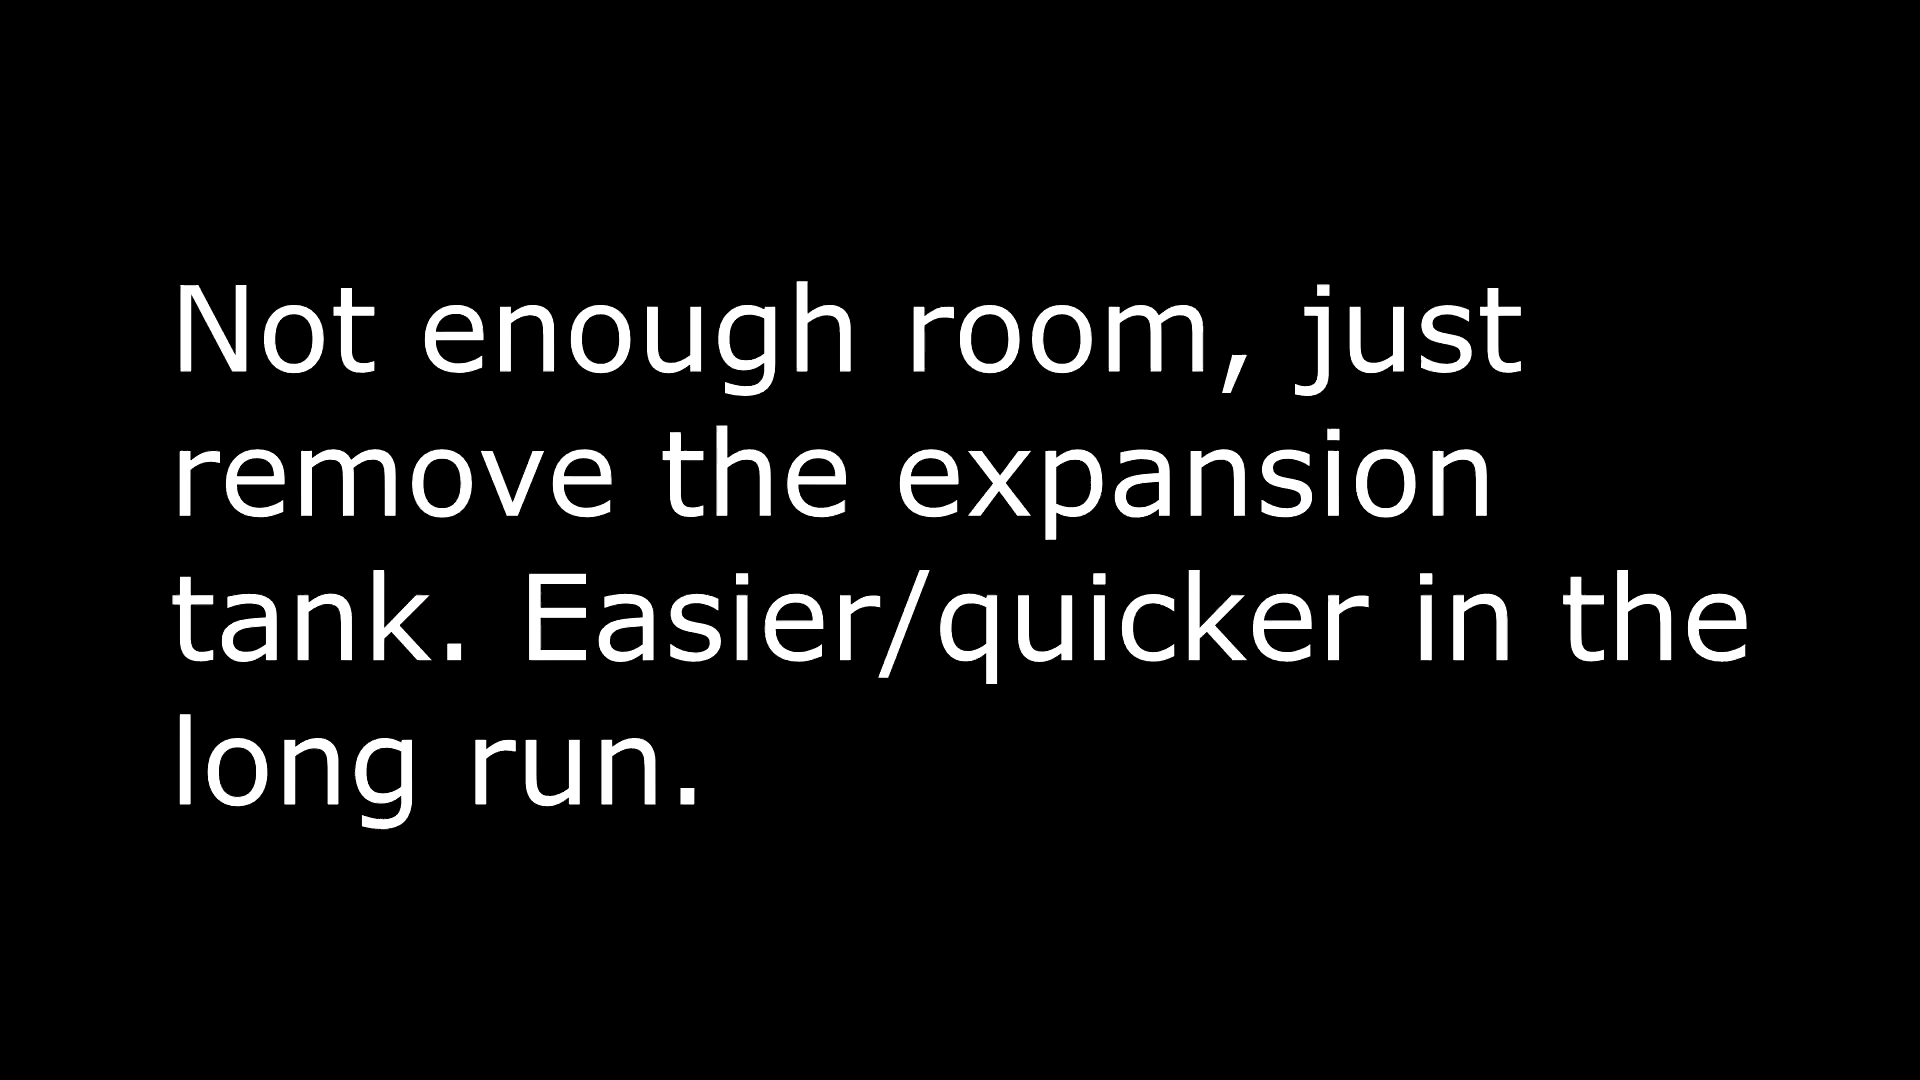 Not enough room, just
remove the expansion
tank. Easier/quicker in the
long run.